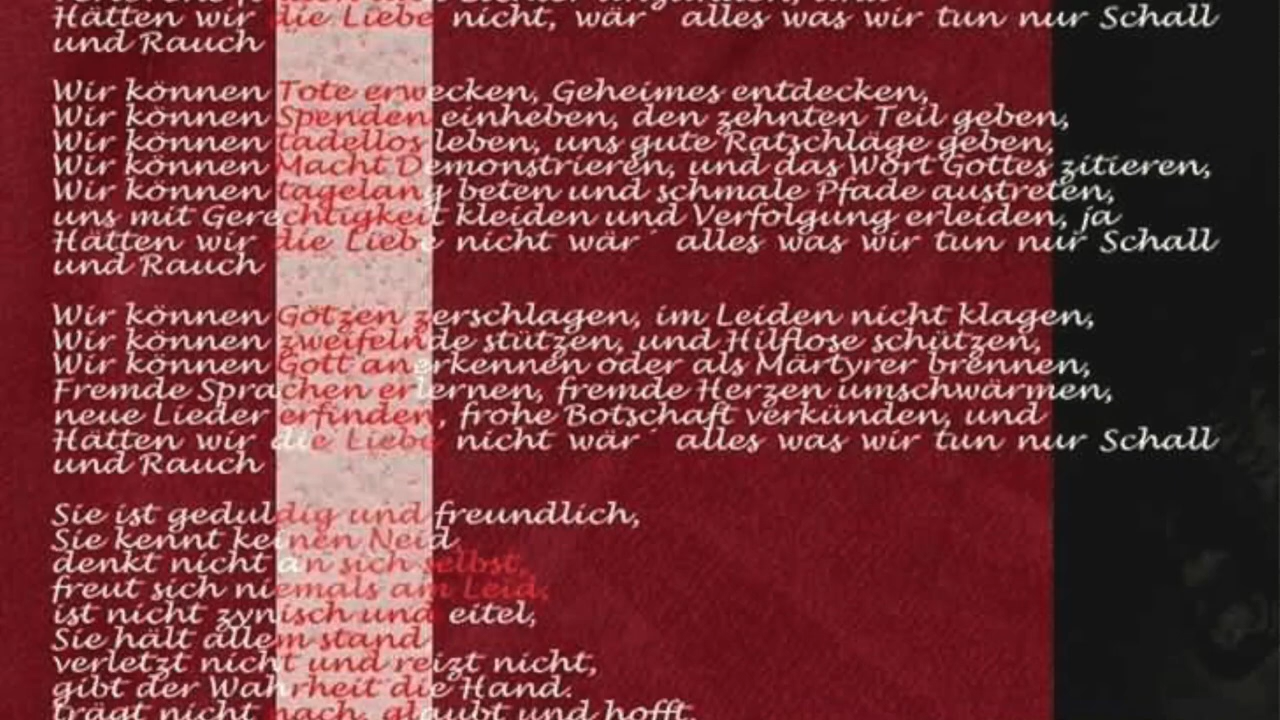 Hätten wir die Liebe nicht, wär´ alles was wir tun nur Schall
und Rauch
Wir können Tote erwecken, Geheimes entdecken,
Wir können Spenden einheben, den zehnten Teil geben,
Wir können tadellos leben, uns gute Ratschläge geben,
Wir können Macht Demonstrieren, und das Wort Gottes zitieren,
Wir können tagelang beten und schmale Pfade austreten,
uns mit Gerechtigkeit kleiden und Verfolgung erleiden, ja
Hätten wir die Liebe nicht wär´ alles was wir tun nur Schall
und Rauch
Wir können Götzen zerschlagen, im Leiden nicht klagen,
Wir können zweifelnde stützen, und Hilflose schützen,
Wir können Gott anerkennen oder als Märtyrer brennen,
Fremde Sprachen erlernen, fremde Herzen umschwärmen,
neue Lieder erfinden, frohe Botschaft verkünden, und
Hätten wir die Liebe nicht wär´ alles was wir tun nur Schall
und Rauch
Sie ist geduldig und freundlich,
Sie kennt keinen Neid
denkt nicht an sich selbst,
freut sich niemals am Leid,
ist nicht zynisch und eitel,
Sie hält allem stand
verletzt nicht und reizt nicht,
gibt der Wahrheit die Hand.
trägt nicht nach, glaubt und hofft,